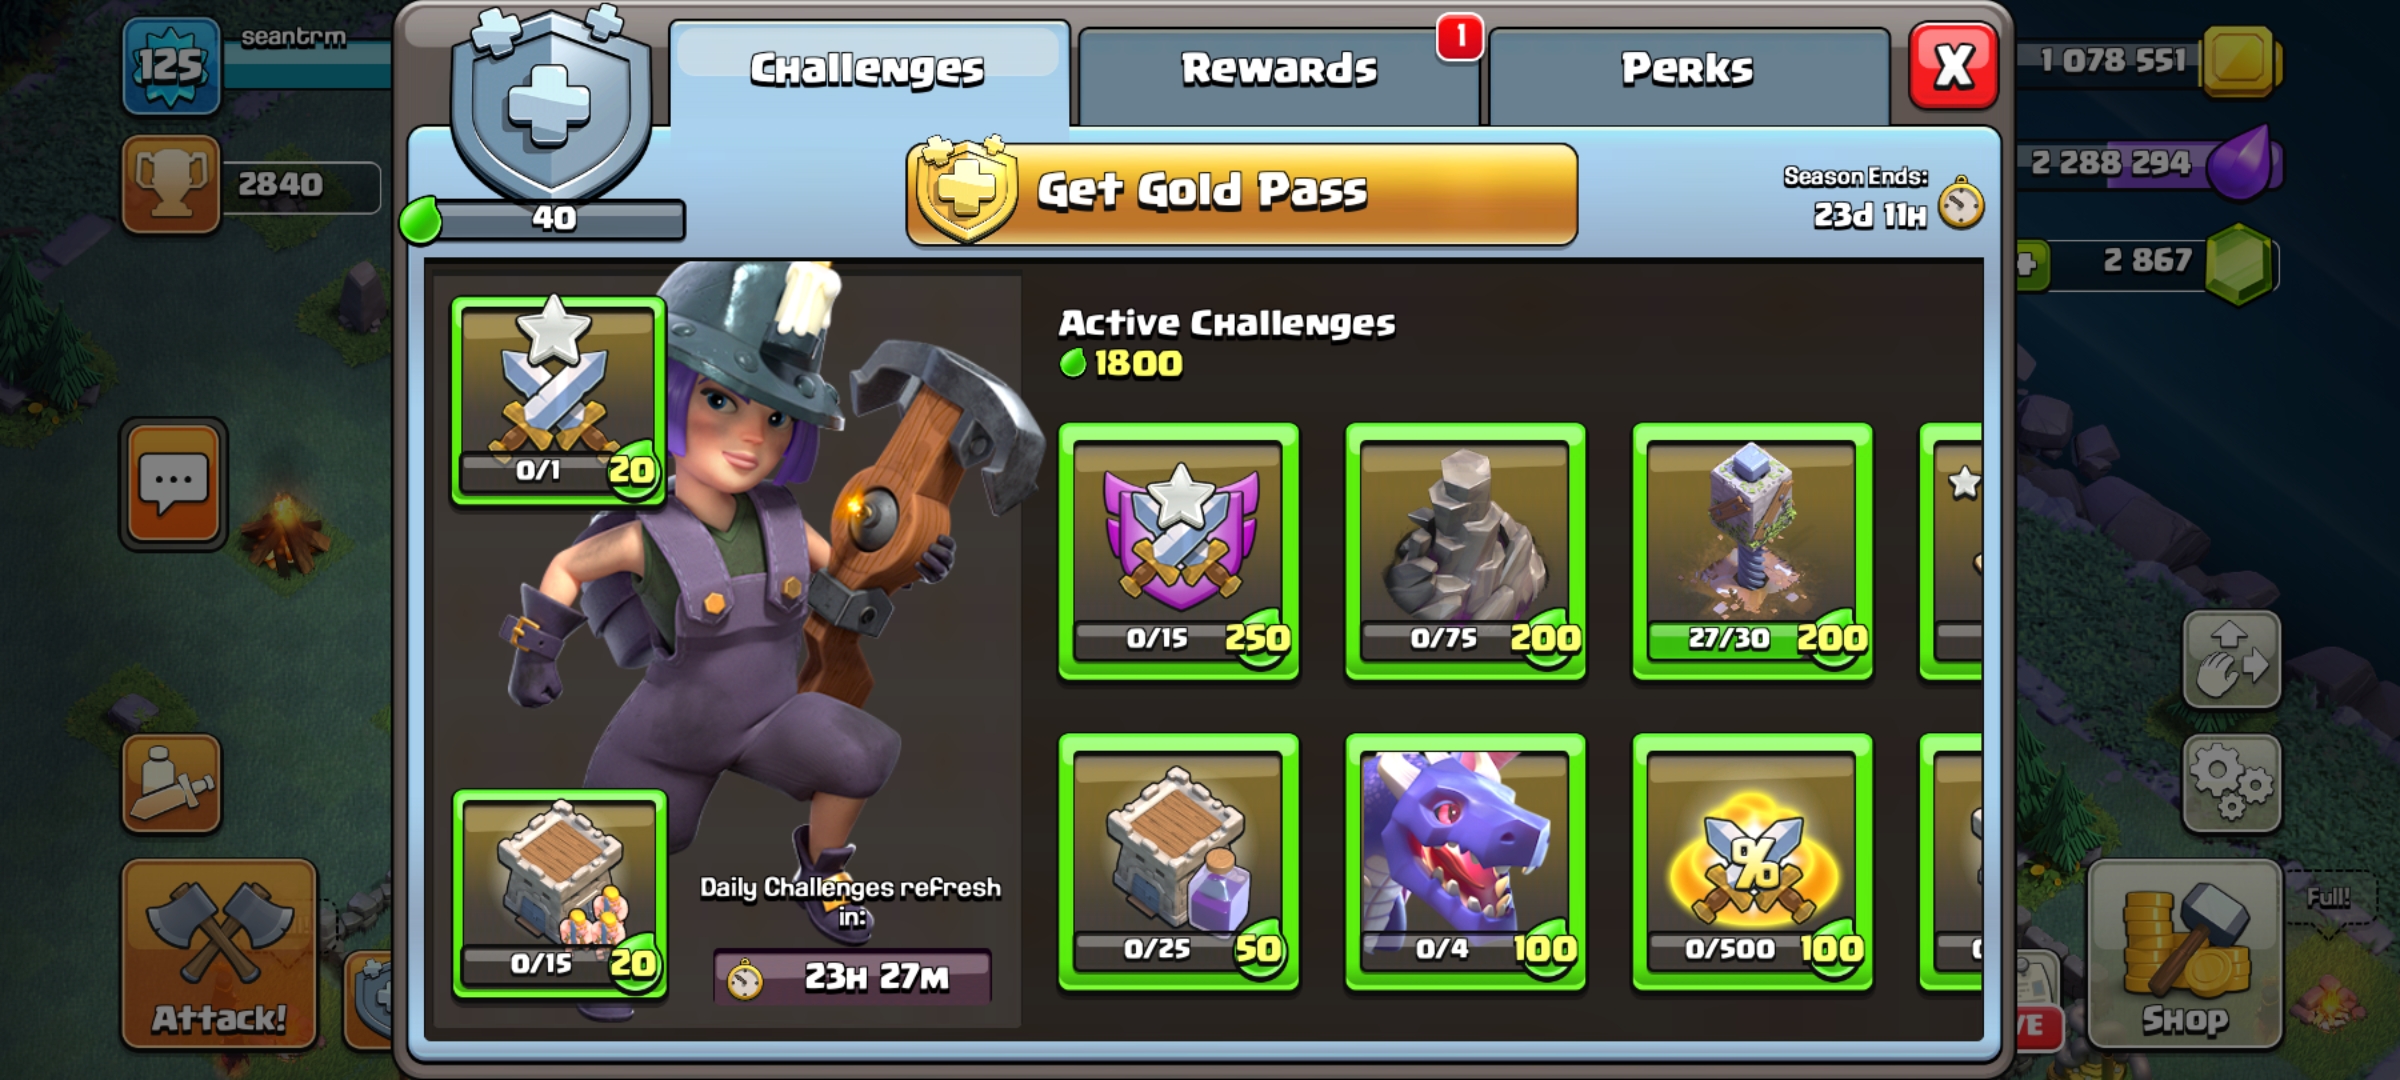 125
seantrm
2840
Challenges
Rewards
1
Perks
X
1 078 551
2 288 294
2 867
40
Get Gold Pass
Season Ends:
23d 11H
Active Challenges
1800
0/1
20
0/15
250
0/75
200
27/30
200
0/15
20
Daily Challenges refresh
in:
23H 27M
0/25
50
0/4
100
%
0/500
100
Attack!
Shop
Full!